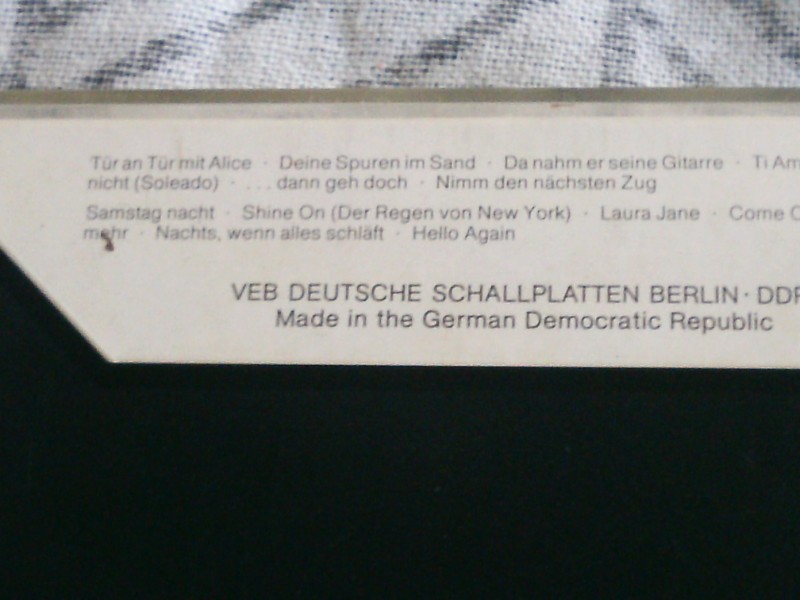 Tür an Tür mit Alice · Deine Spuren im Sand · Da nahm er seine Gitarre · Ti Am
nicht (Soleado) · ... dann geh doch · Nimm den nächsten Zug
Samstag nacht · Shine On (Der Regen von New York) · Laura Jane · Come
mehr · Nachts, wenn alles schläft · Hello Again
VEB DEUTSCHE SCHALLPLATTEN BERLIN · DDR
Made in the German Democratic Republic